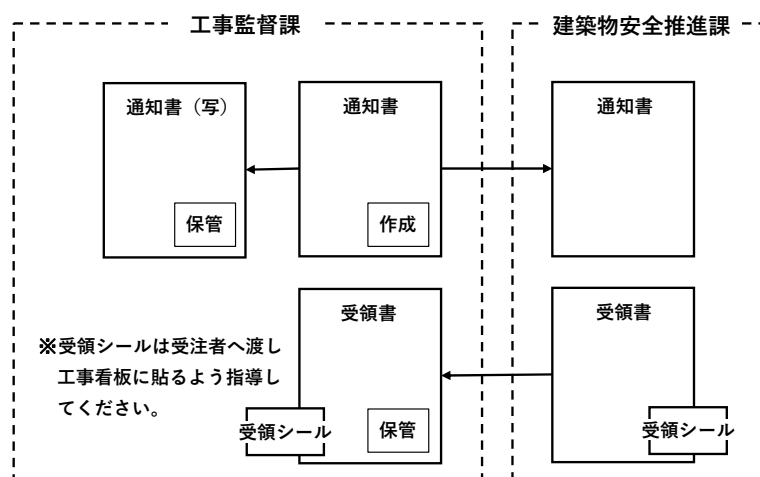 工事監督課
建築物安全推進課
通知書（写）
通知書
通知書
保管
作成
受領書
受領書
※受領シールは受注者へ渡し
工事看板に貼るよう指導し
てください。
受領シール
保管
受領シール